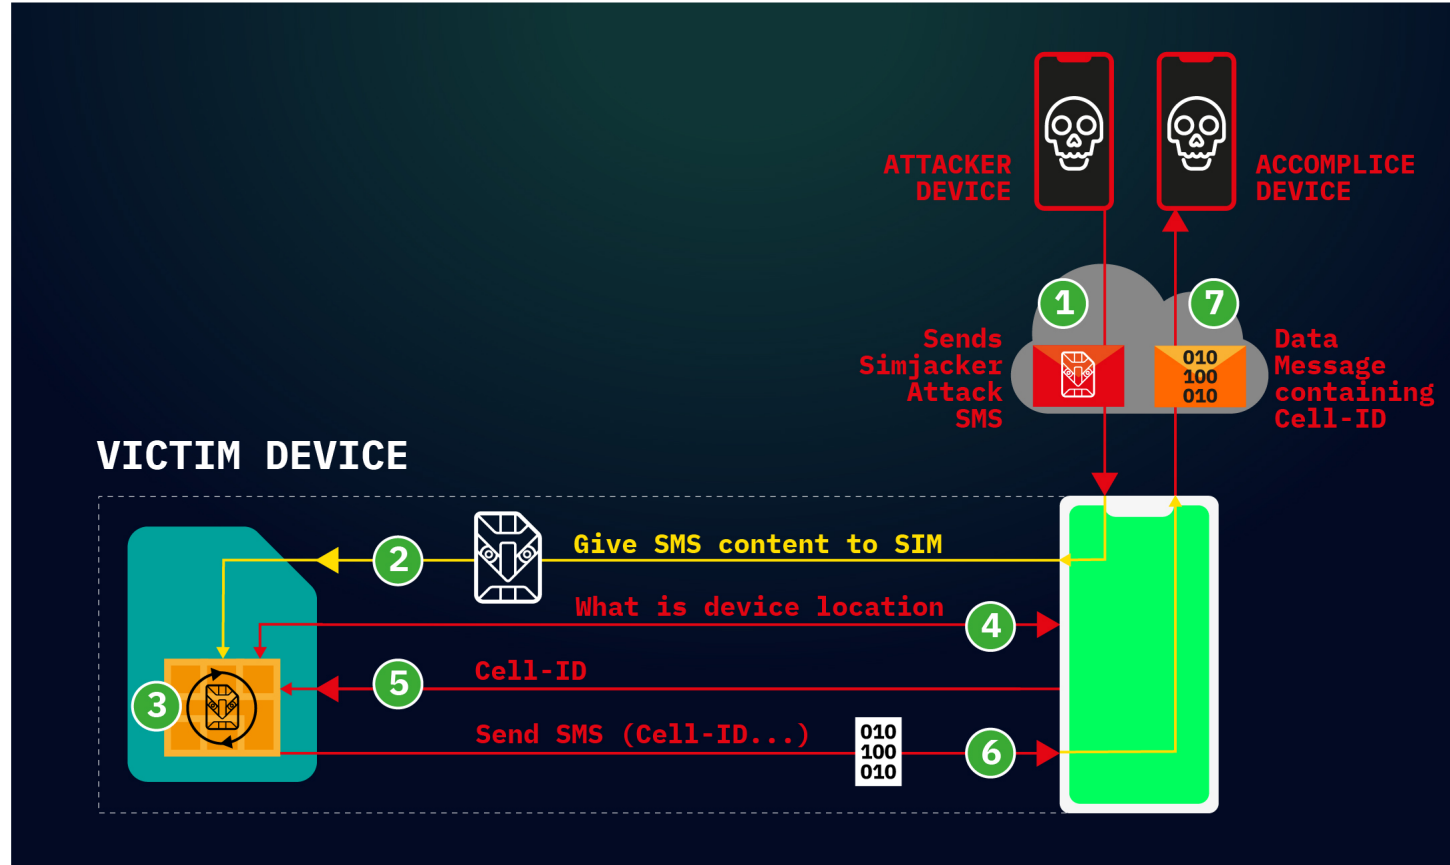 ATTACKER
DEVICE
ACCOMPLICE
DEVICE
1
7
Sends
Simjacker
Attack
SMS
010
100
010
Data
Message
containing
Cell-ID
VICTIM DEVICE
2
Give SMS content to SIM
What is device location
4
Cell-ID
5
3
Send SMS (Cell-ID...)
010
100
010
6